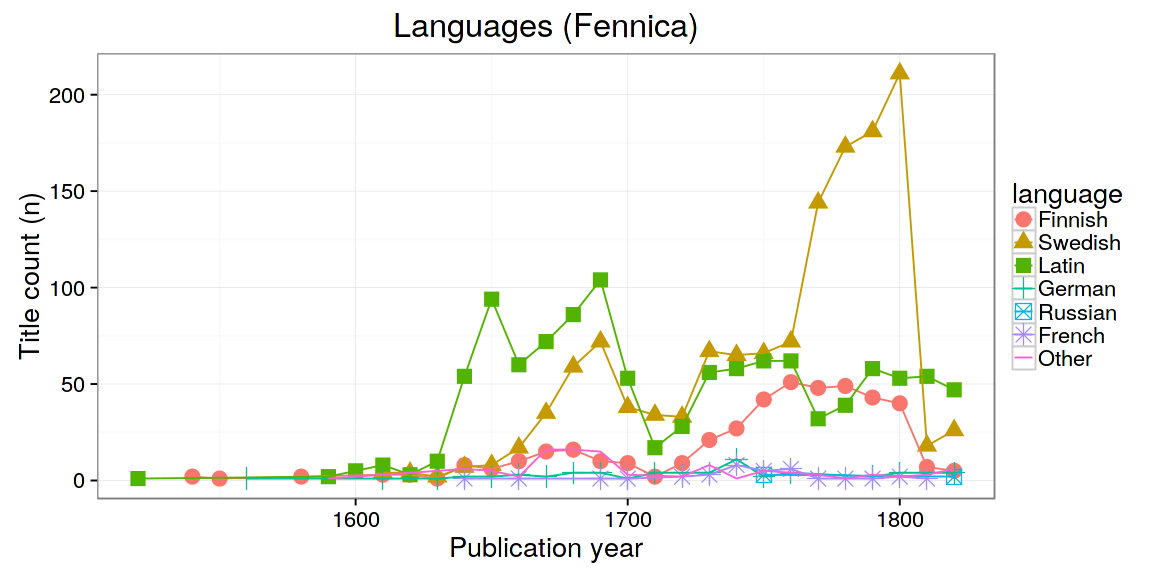 Languages (Fennica)
Title count (n)
200
150
100
50
0
1600
1700
1800
Publication year
language
Finnish
Swedish
Latin
German
Russian
French
Other